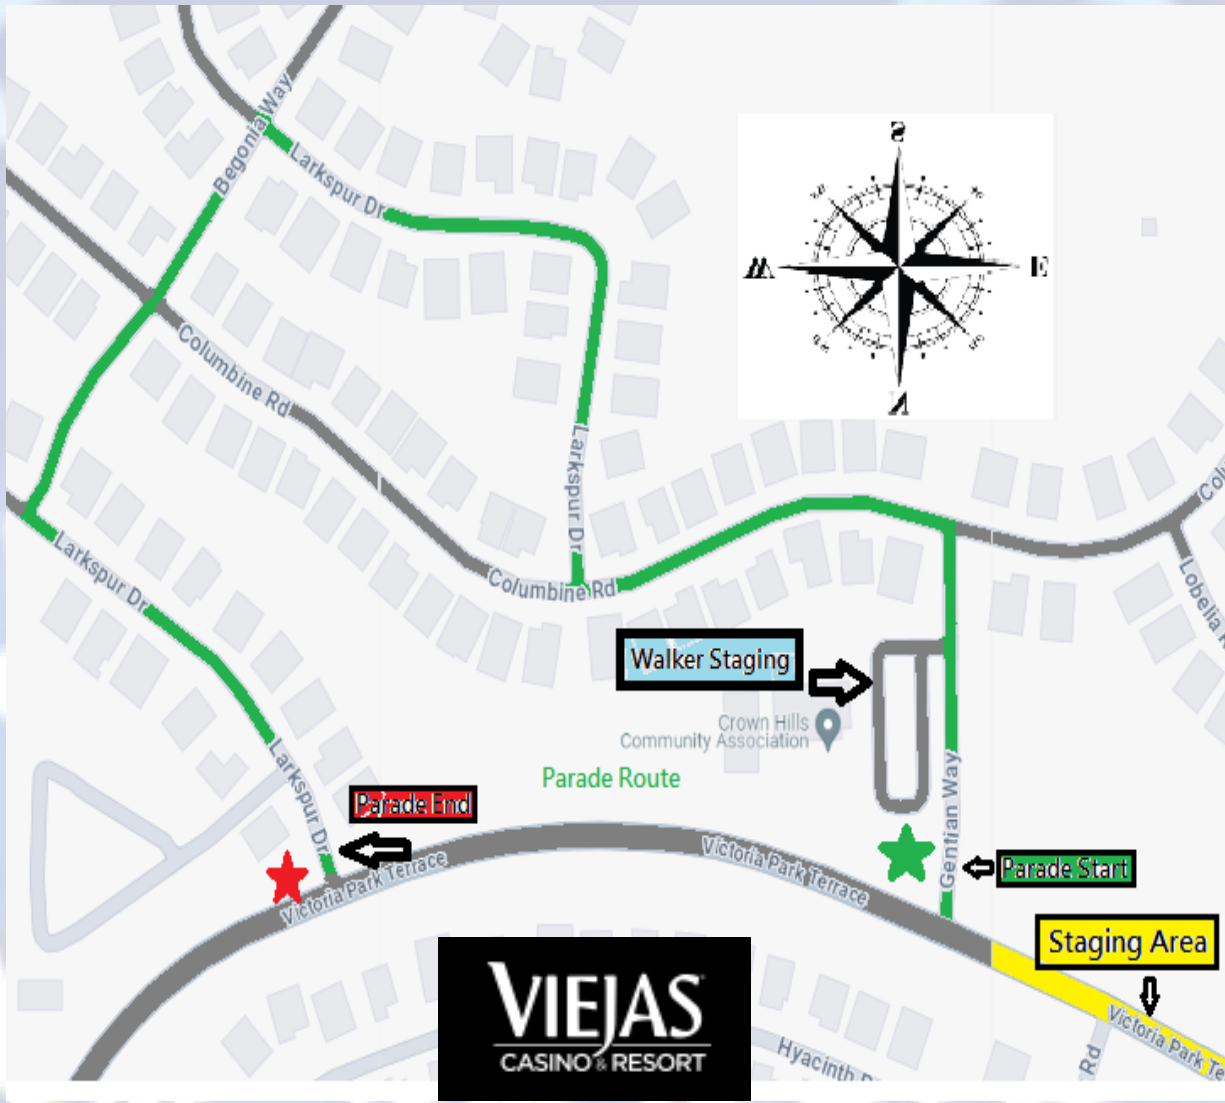 Begonia Way
Larkspur Dr
S
W
E
N
Columbine Rd
Larkspur Dr
Larkspur Dr
Columbine Rd
Lobelia
Walker Staging
Crown Hills
Community Association
Parade Route
Larkspur Dr
Parade End
Victoria Park Terrace
Victoria Park Terrace
Gentian Way
Parade Start
Staging Area
Victoria Park Te
VIEJAS
CASINO & RESORT
Hyacinth
Rd